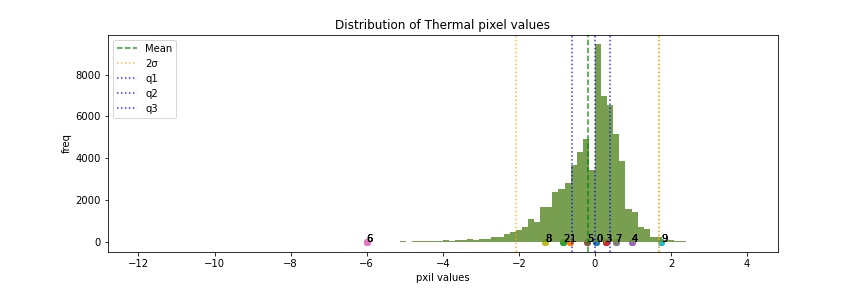 Distribution of Thermal pixel values
Mean
2σ
q1
q2
q3
freq
8000
6000
4000
2000
0
6 8 2 1 5 0 3 7 4 9
−12 −10 −8 −6 −4 −2 0 2 4
pxil values